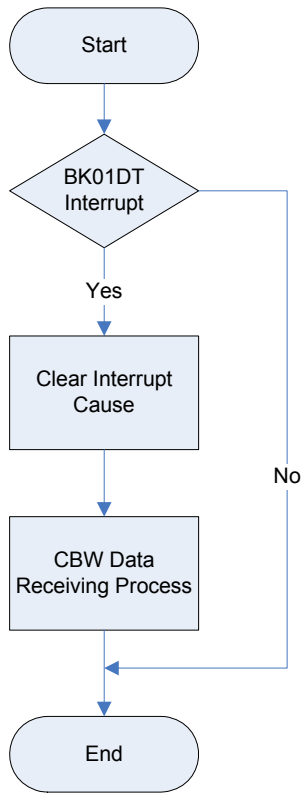 Start
BK01DT
Interrupt
Yes
Clear Interrupt
Cause
No
CBW Data
Receiving Process
End